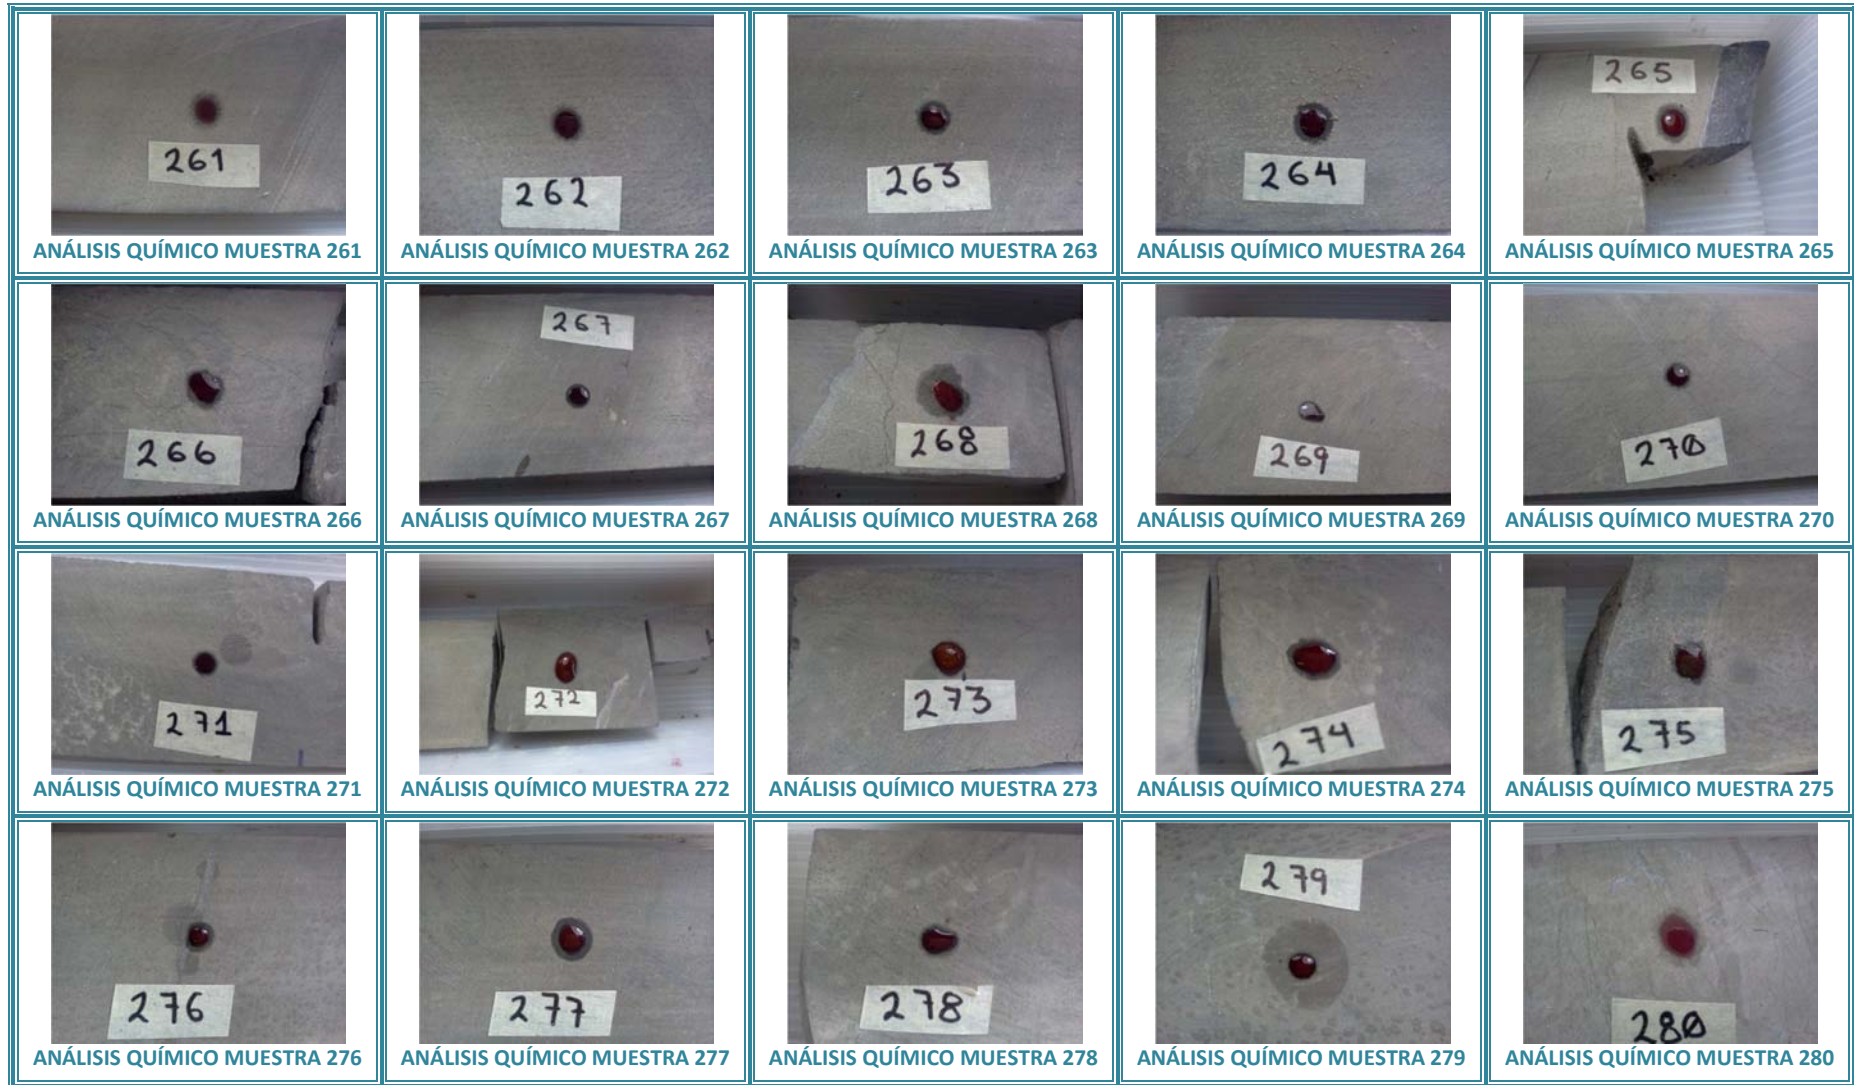 261
262
263
264
265
ANÁLISIS QUÍMICO MUESTRA 261
ANÁLISIS QUÍMICO MUESTRA 262
ANÁLISIS QUÍMICO MUESTRA 263
ANÁLISIS QUÍMICO MUESTRA 264
ANÁLISIS QUÍMICO MUESTRA 265
266
267
268
269
270
ANÁLISIS QUÍMICO MUESTRA 266
ANÁLISIS QUÍMICO MUESTRA 267
ANÁLISIS QUÍMICO MUESTRA 268
ANÁLISIS QUÍMICO MUESTRA 269
ANÁLISIS QUÍMICO MUESTRA 270
271
272
273
274
275
ANÁLISIS QUÍMICO MUESTRA 271
ANÁLISIS QUÍMICO MUESTRA 272
ANÁLISIS QUÍMICO MUESTRA 273
ANÁLISIS QUÍMICO MUESTRA 274
ANÁLISIS QUÍMICO MUESTRA 275
276
277
278
279
280
ANÁLISIS QUÍMICO MUESTRA 276
ANÁLISIS QUÍMICO MUESTRA 277
ANÁLISIS QUÍMICO MUESTRA 278
ANÁLISIS QUÍMICO MUESTRA 279
ANÁLISIS QUÍMICO MUESTRA 280